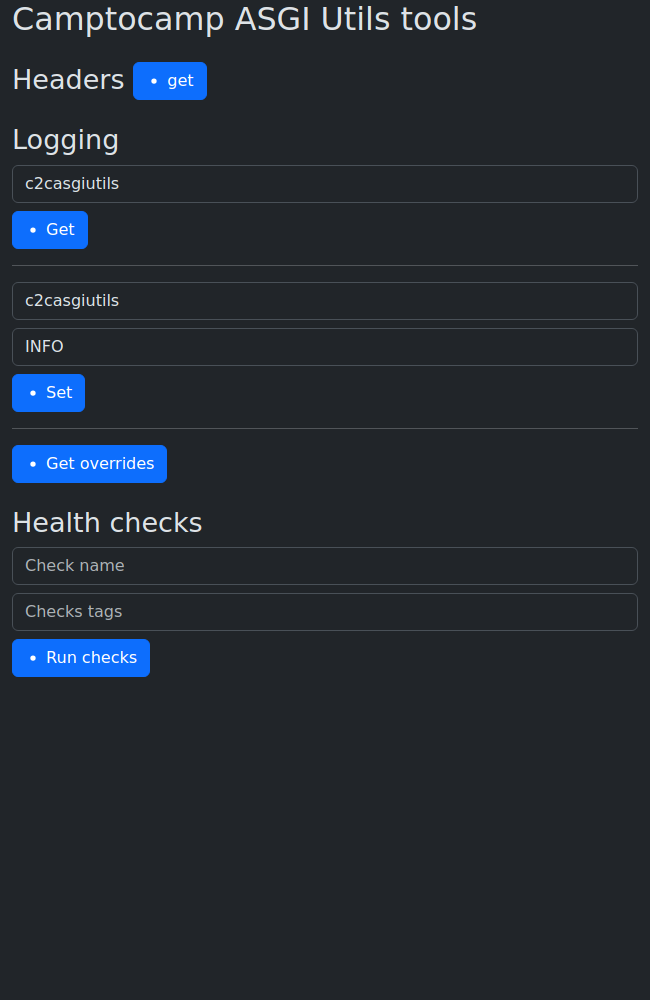 Camptocamp ASGI Utils tools
Headers • get
Logging
c2casgiutils
• Get
c2casgiutils
INFO
• Set
• Get overrides
Health checks
Check name
Checks tags
• Run checks